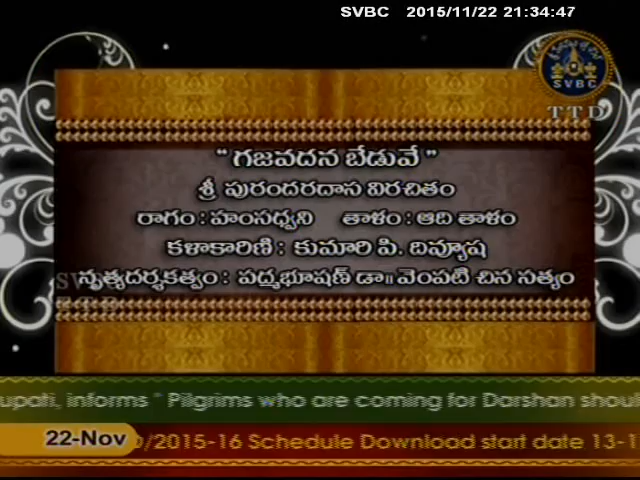 SVBC 2015/11/22 21:34:47
SVBC
TTD
“ గజవదన బేడువే ”
శ్రీ పురందరదాస విరచితం
రాగం : హంసధ్వని తాళం : ఆది తాళం
కళాకారిణి : కుమారి పి. దివ్యూష
నృత్యదర్శకత్వం : పద్మభూషణ్ డా॥ వెంపటి చిన సత్యం
TTD
upati, informs " Pilgrims who are coming for Darshan shou
22-Nov /2015-16 Schedule Download start date 13-1